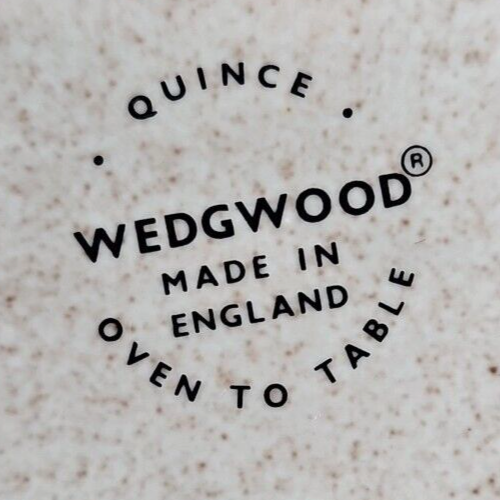 QUINCE
WEDGWOOD®
MADE IN
ENGLAND
OVEN TO TABLE